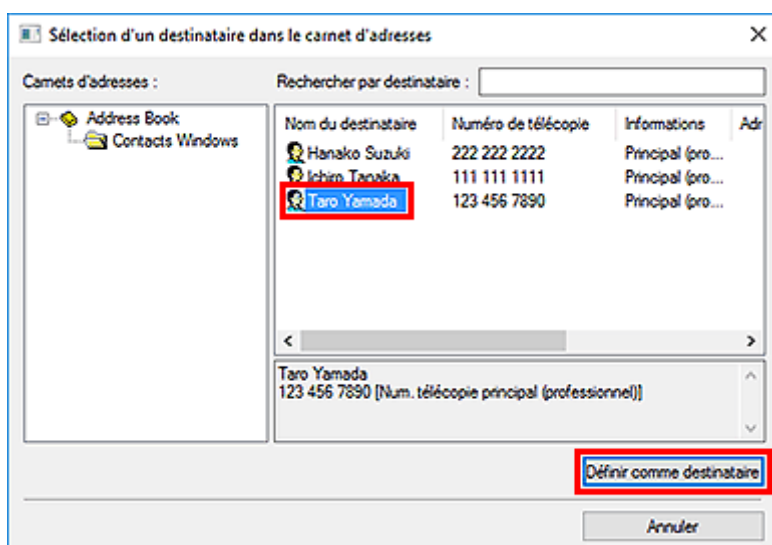 Sélection d'un destinataire dans le carnet d'adresses
Carnets d'adresses :
Rechercher par destinataire :
Address Book
Contacts Windows
Nom du destinataire Numéro de télécopie Informations Adr
Hanako Suzuki 222 222 2222 Principal (pro...
Ichiro Tanaka 111 111 1111 Principal (pro...
Taro Yamada 123 456 7890 Principal (pro...
Taro Yamada
123 456 7890 [Num. télécopie principal (professionnel)]
Définir comme destinataire
Annuler